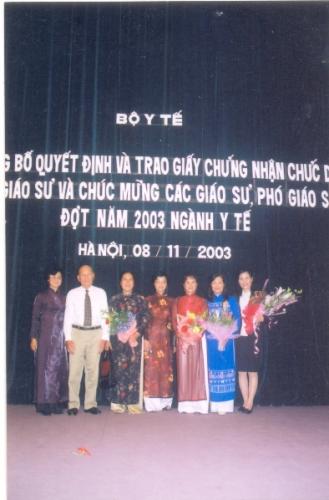 BỘ Y TẾ
G BỐ QUYẾT ĐỊNH VÀ TRAO GIẤY CHỨNG NHẬN CHỨC D
GIÁO SƯ VÀ CHÚC MỪNG CÁC GIÁO SƯ, PHÓ GIÁO S
ĐỢT NĂM 2003 NGÀNH Y TẾ
HÀ NỘI, 08 / 11 / 2003